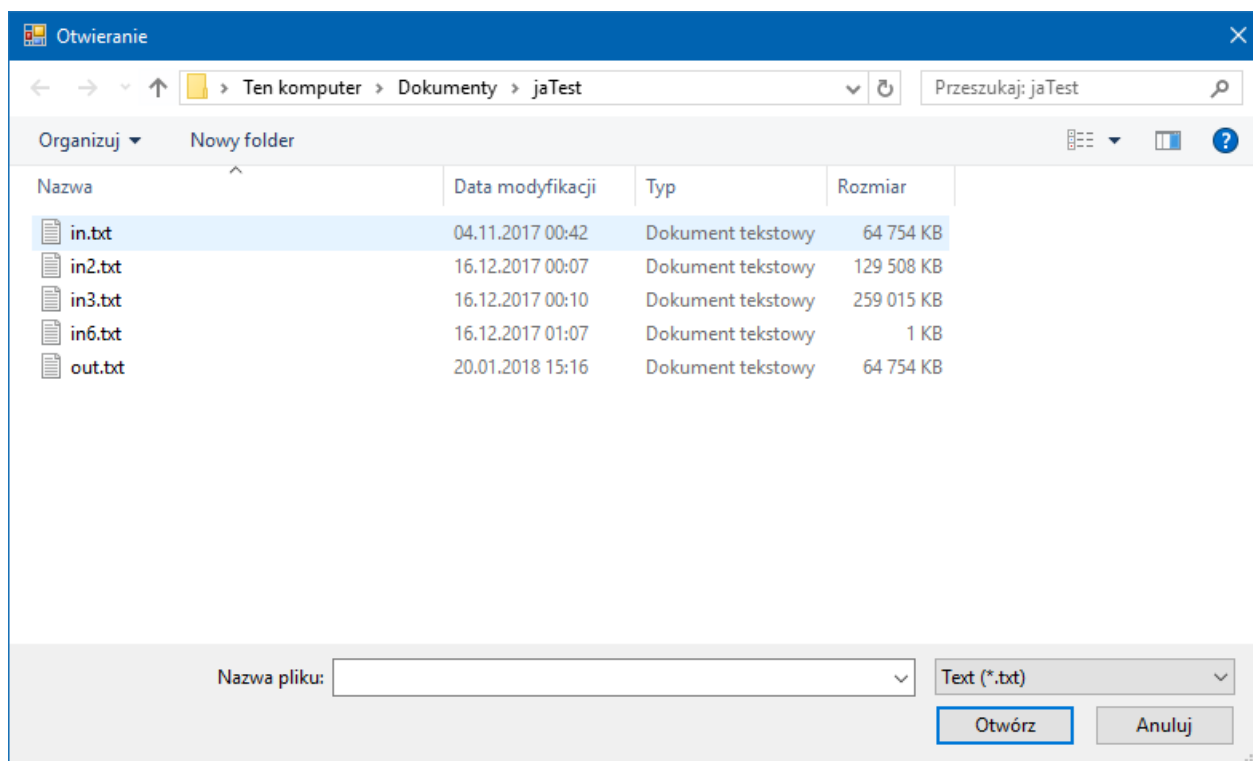 Otwieranie
Ten komputer > Dokumenty > jaTest Przeszukaj: jaTest
Organizuj Nowy folder ?
Nazwa Data modyfikacji Typ Rozmiar
in.txt 04.11.2017 00:42 Dokument tekstowy 64 754 KB
in2.txt 16.12.2017 00:07 Dokument tekstowy 129 508 KB
in3.txt 16.12.2017 00:10 Dokument tekstowy 259 015 KB
in6.txt 16.12.2017 01:07 Dokument tekstowy 1 KB
out.txt 20.01.2018 15:16 Dokument tekstowy 64 754 KB
Nazwa pliku: Text (*.txt)
Otwórz Anuluj